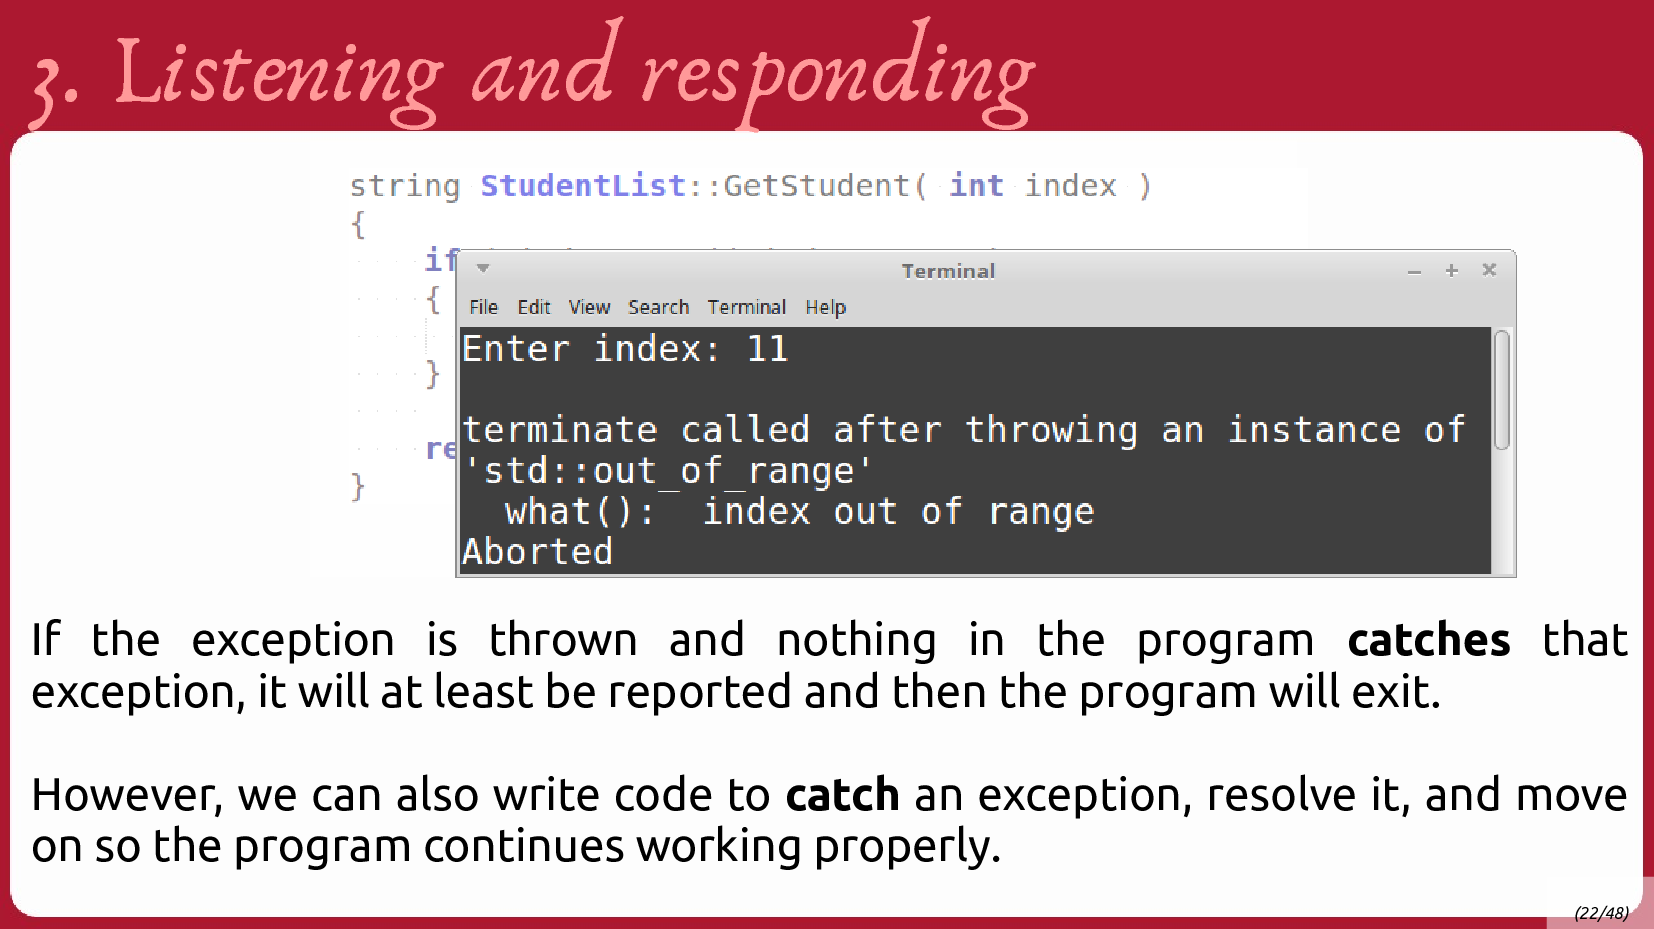 3. Listening and responding
string StudentList::GetStudent( int index )
{
if
{
}
re
}
Terminal
File Edit View Search Terminal Help
Enter index: 11
terminate called after throwing an instance of
'std::out_of_range'
what(): index out of range
Aborted
If the exception is thrown and nothing in the program catches that
exception, it will at least be reported and then the program will exit.
However, we can also write code to catch an exception, resolve it, and move
on so the program continues working properly.
(22/48)